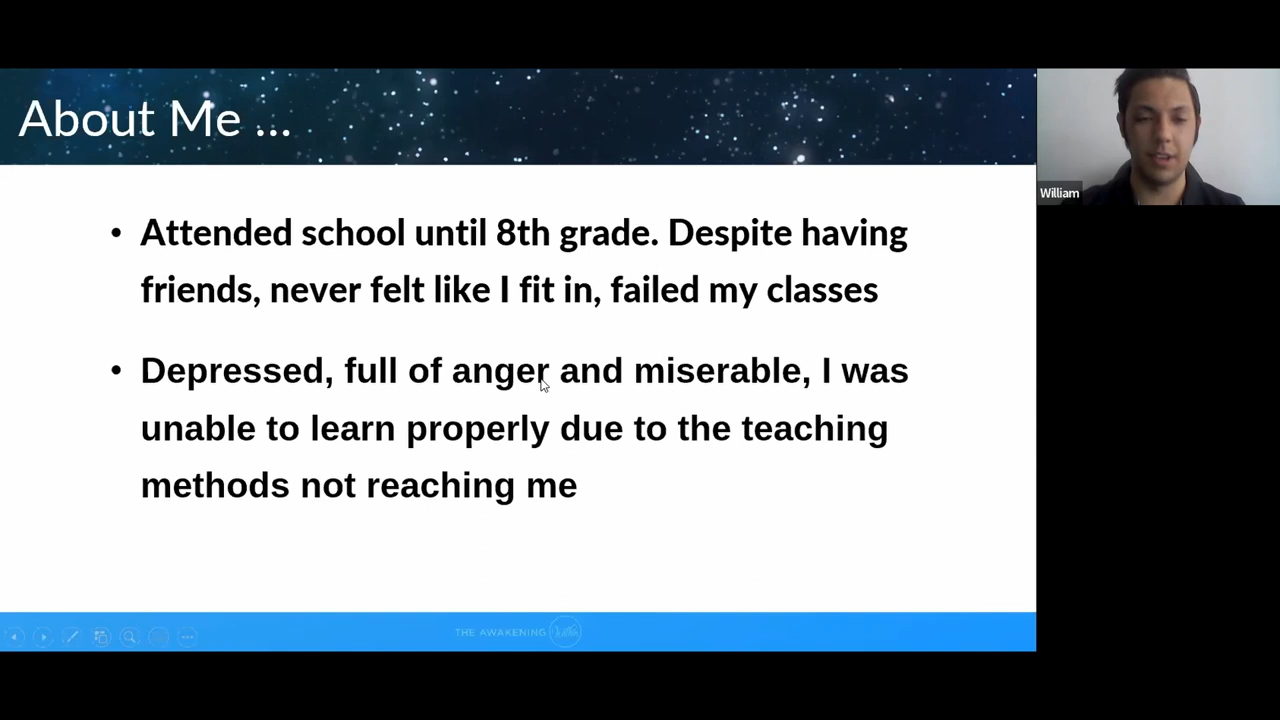 About Me ...
William
• Attended school until 8th grade. Despite having
friends, never felt like I fit in, failed my classes
• Depressed, full of anger and miserable, I was
unable to learn properly due to the teaching
methods not reaching me
THE AWAKENING